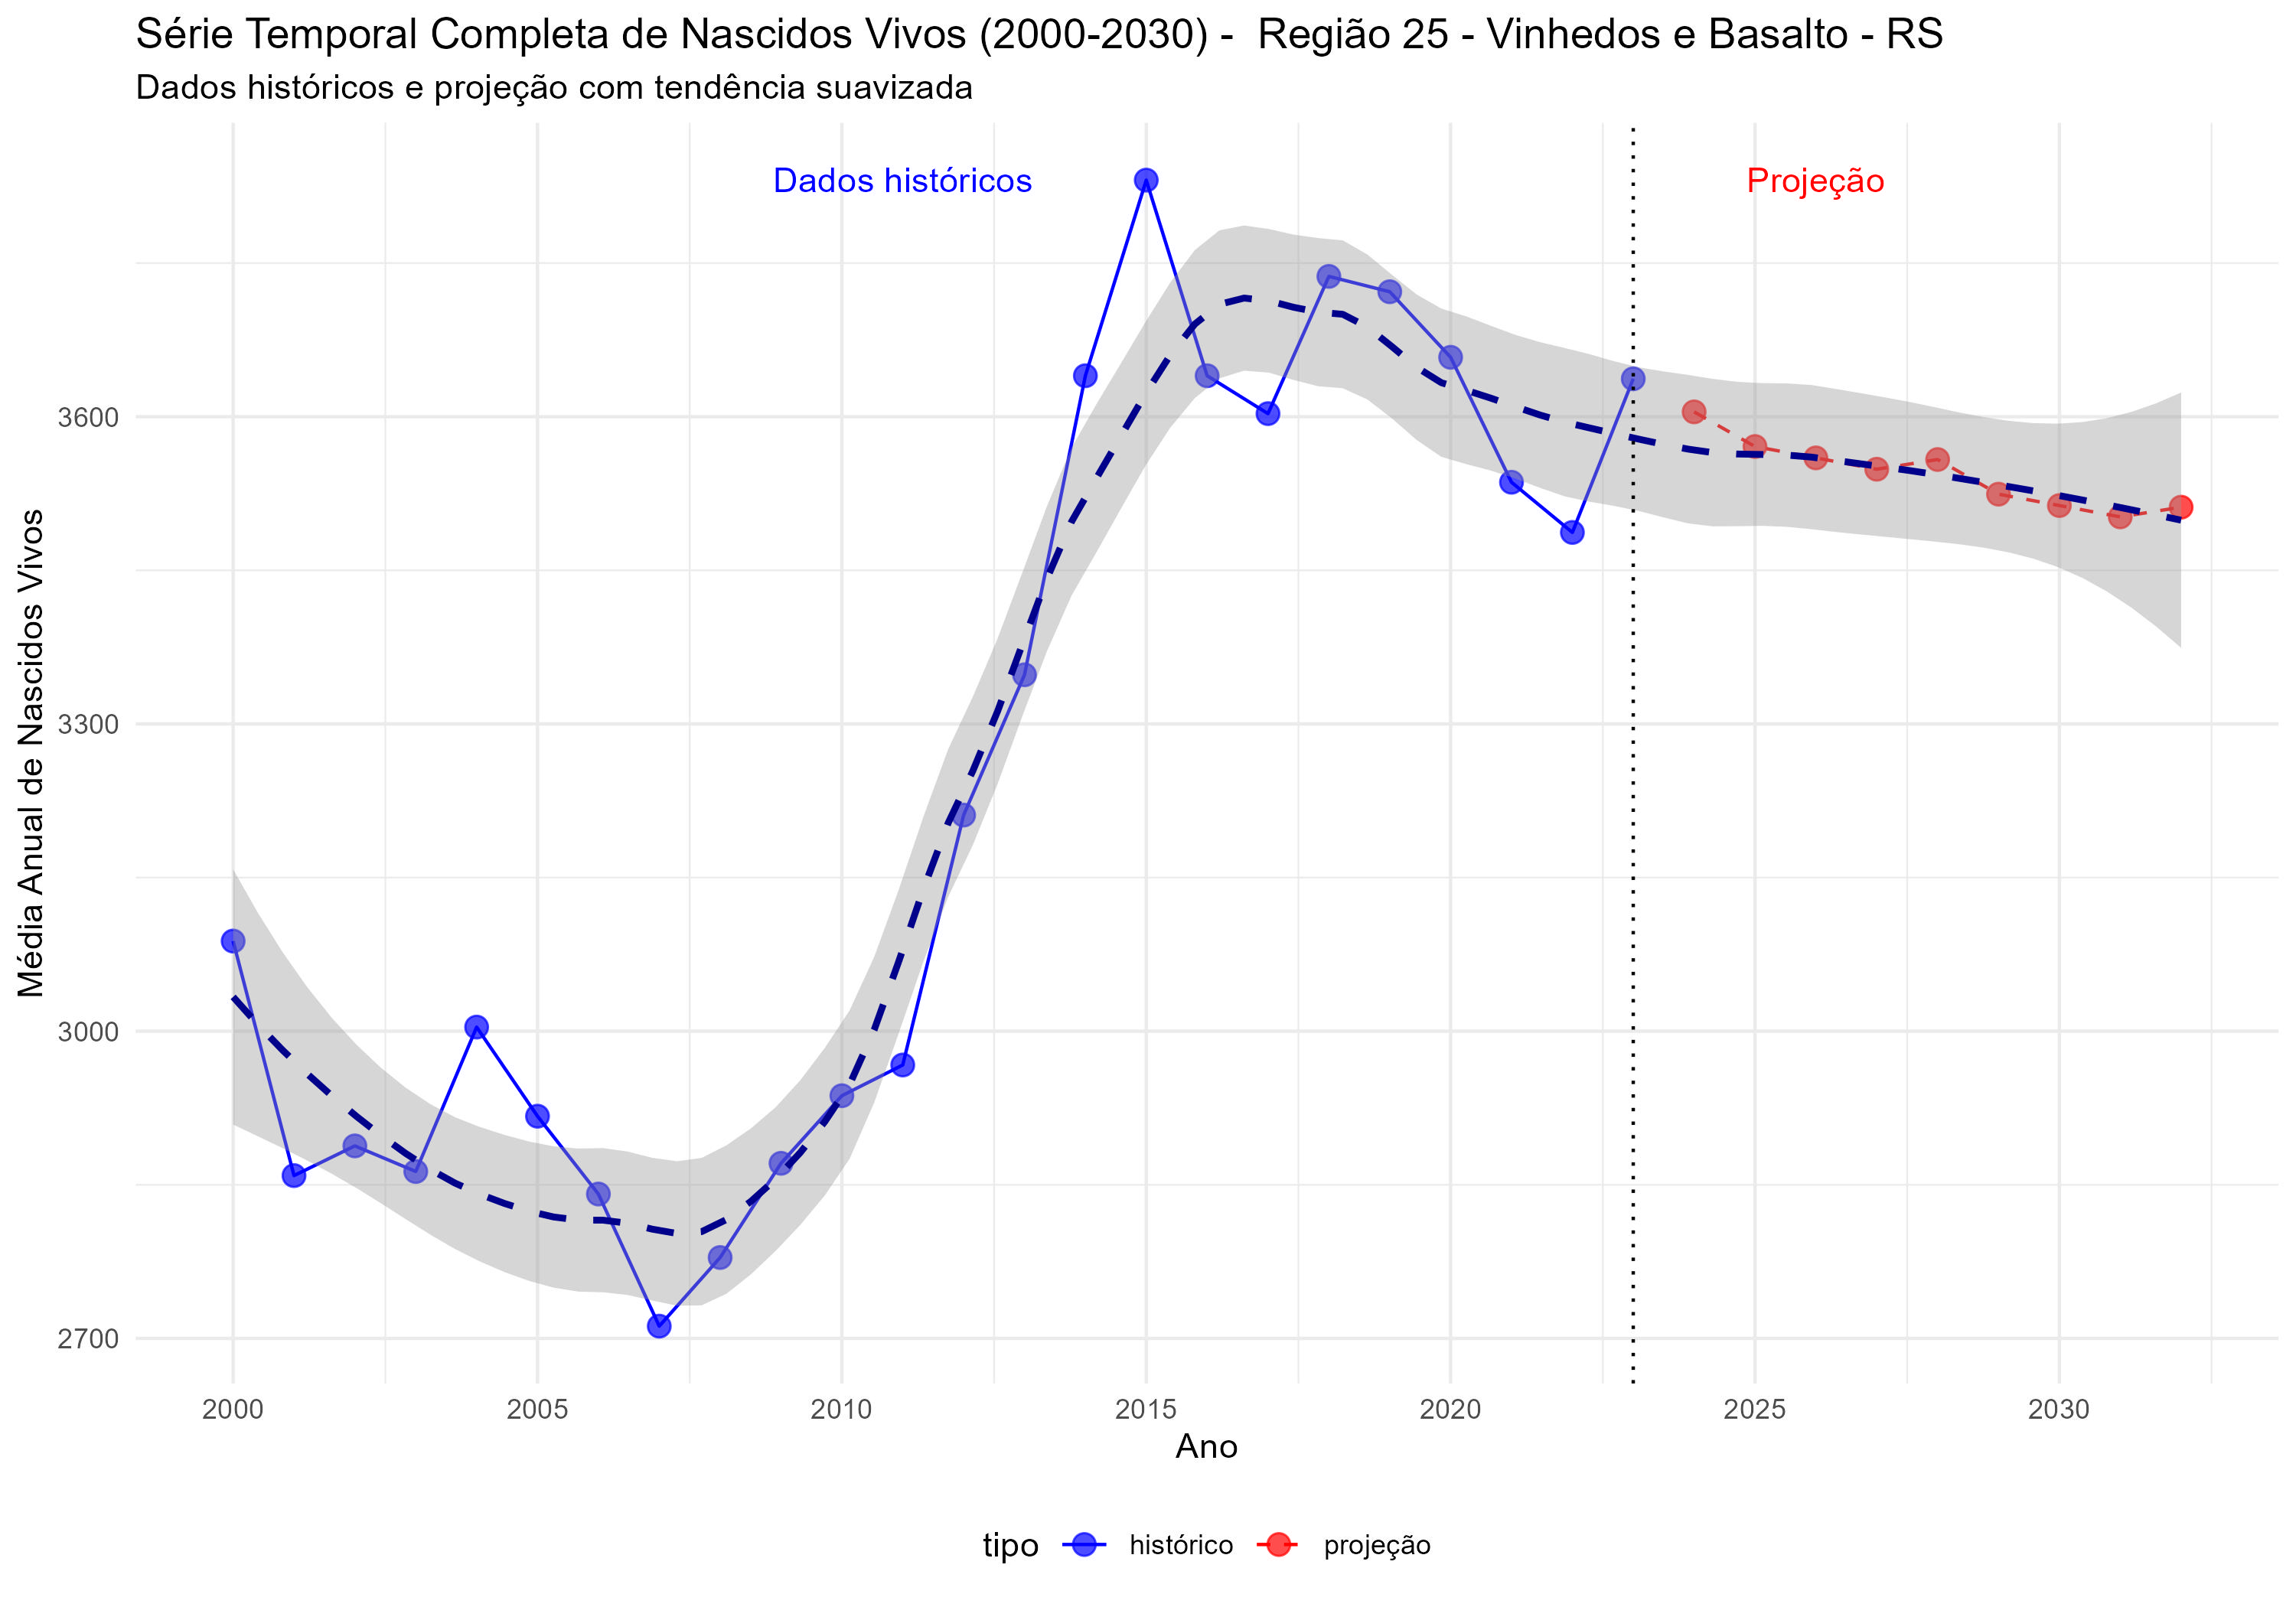 Série Temporal Completa de Nascidos Vivos (2000-2030) -  Região 25 - Vinhedos e Basalto - RS
Dados históricos e projeção com tendência suavizada
Dados históricos
Projeção
Média Anual de Nascidos Vivos
3600
3300
3000
2700
2000 2005 2010 2015 2020 2025 2030
Ano
tipo histórico projeção